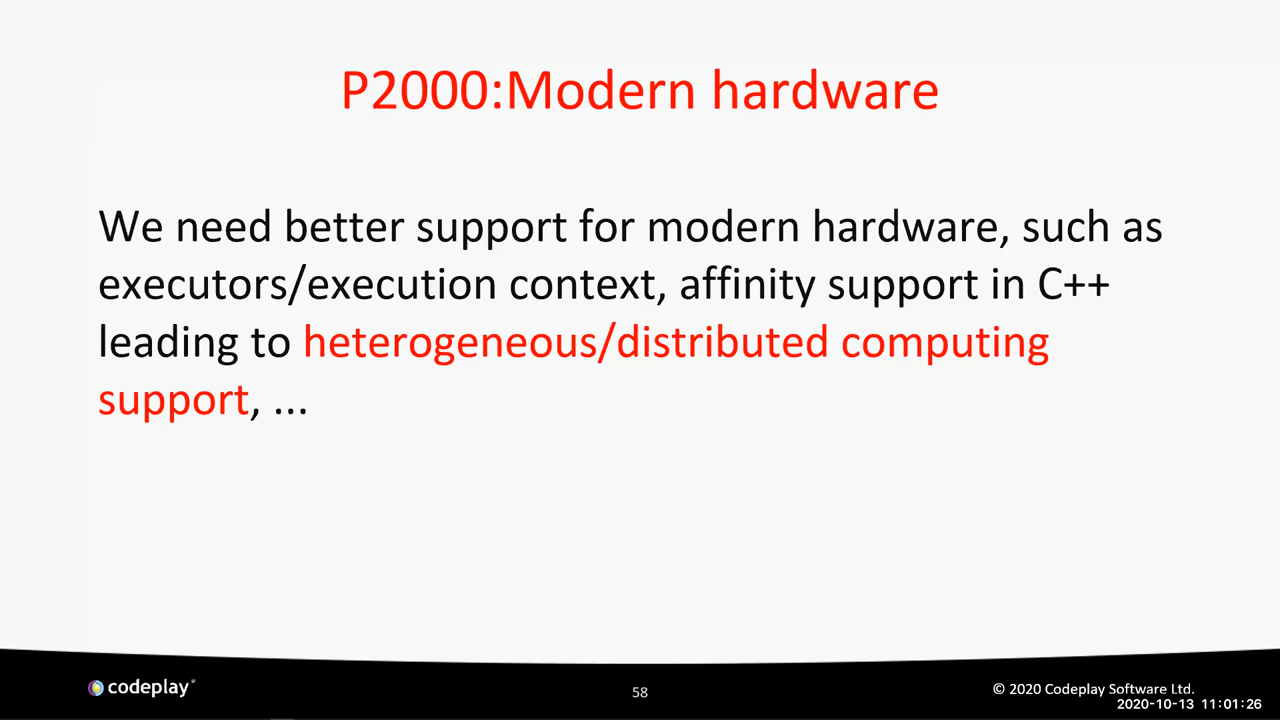 P2000:Modern hardware
We need better support for modern hardware, such as
executors/execution context, affinity support in C++
leading to heterogeneous/distributed computing
support, ...
codeplay®
58
© 2020 Codeplay Software Ltd.
2020-10-13 11:01:26